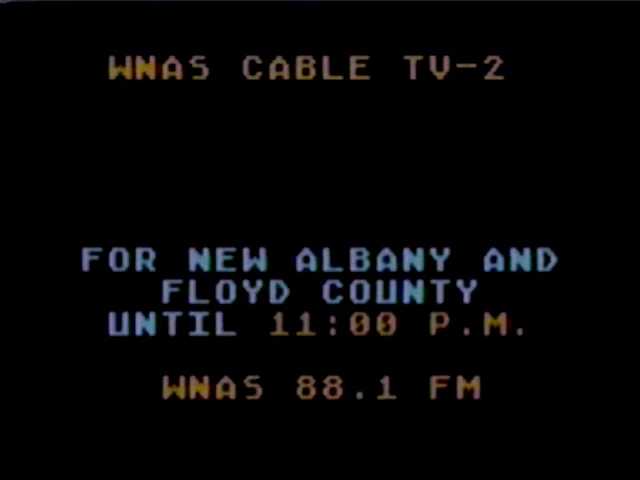 WNAS CABLE TV-2
FOR NEW ALBANY AND
FLOYD COUNTY
UNTIL 11:00 P.M.
WNAS 88.1 FM